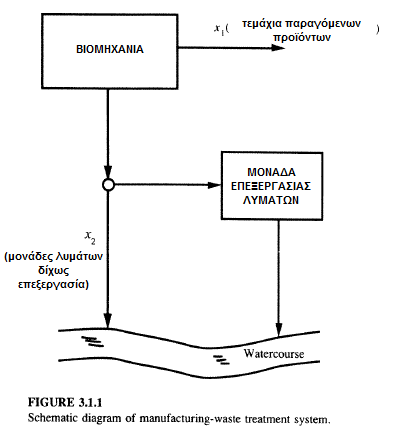 ΒΙΟΜΗΧΑΝΙΑ
x1( τεμάχια παραγόμενων )
προϊόντων
ΜΟΝΑΔΑ
ΕΠΕΞΕΡΓΑΣΙΑΣ
ΛΥΜΑΤΩΝ
x2
(μονάδες λυμάτων
δίχως
επεξεργασία)
Watercourse
FIGURE 3.1.1
Schematic diagram of manufacturing-waste treatment system.